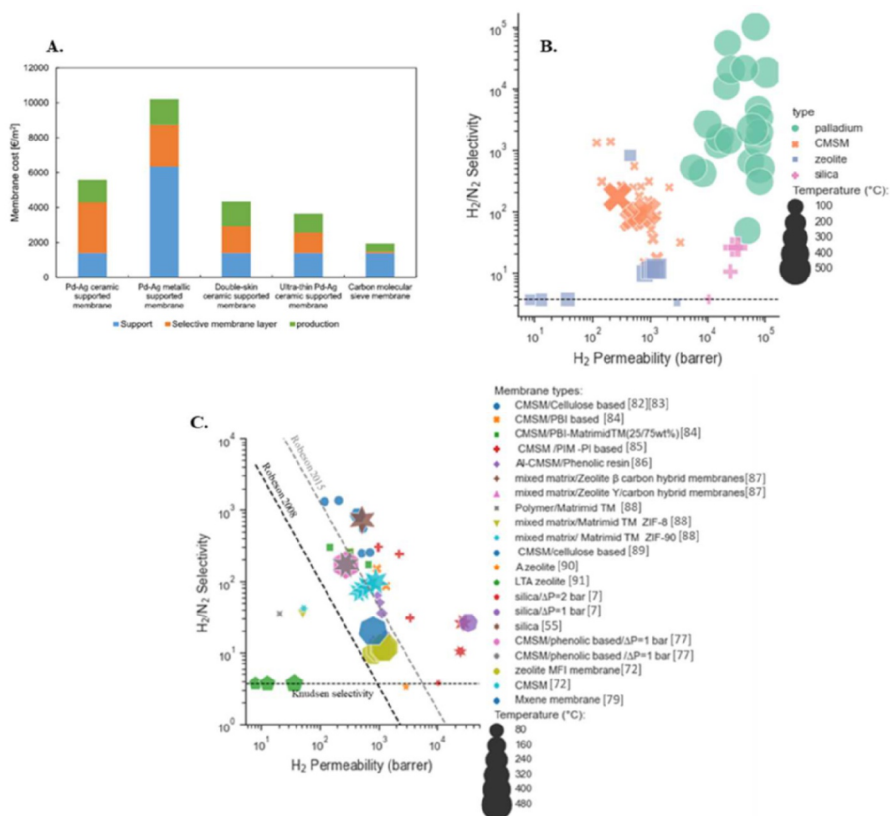 A.
12000
10000
8000
6000
4000
2000
0
Membrane cost [€/m²]
Pd-Ag ceramic supported membrane
Pd-Ag metallic supported membrane
Double-skin ceramic supported membrane
Ultra-thin Pd-Ag ceramic supported membrane
Carbon molecular sieve membrane
Support
Selective membrane layer
production
B.
10⁵
10⁴
10³
10²
10¹
H₂/N₂ Selectivity
10¹
10²
10³
10⁴
10⁵
H₂ Permeability (barrer)
type
palladium
CMSM
zeolite
silica
Temperature (°C):
100
200
300
400
500
C.
10⁴
10³
10²
10¹
10⁰
H₂/N₂ Selectivity
Robeson 2008
Robeson 2015
Knudsen selectivity
10¹
10²
10³
10⁴
H₂ Permeability (barrer)
Membrane types:
CMSM/Cellulose based [82][83]
CMSM/PBI based [84]
CMSM/PBI-MatrimidTM(25/75wt%) [84]
CMSM /PIM -PI based [85]
Al-CMSM/Phenolic resin [86]
mixed matrix/Zeolite β carbon hybrid membranes [87]
mixed matrix/Zeolite Y/carbon hybrid membranes [87]
Polymer/Matrimid TM [88]
mixed matrix/Matrimid TM ZIF-8 [88]
mixed matrix/ Matrimid TM ZIF-90 [88]
CMSM/cellulose based [89]
A zeolite [90]
LTA zeolite [91]
silica/ΔP=2 bar [7]
silica/ΔP=1 bar [7]
silica [55]
CMSM/phenolic based/ΔP=1 bar [77]
CMSM/phenolic based /ΔP=1 bar [77]
zeolite MFI membrane [72]
CMSM [72]
Mxene membrane [79]
Temperature (°C):
80
160
240
320
400
480